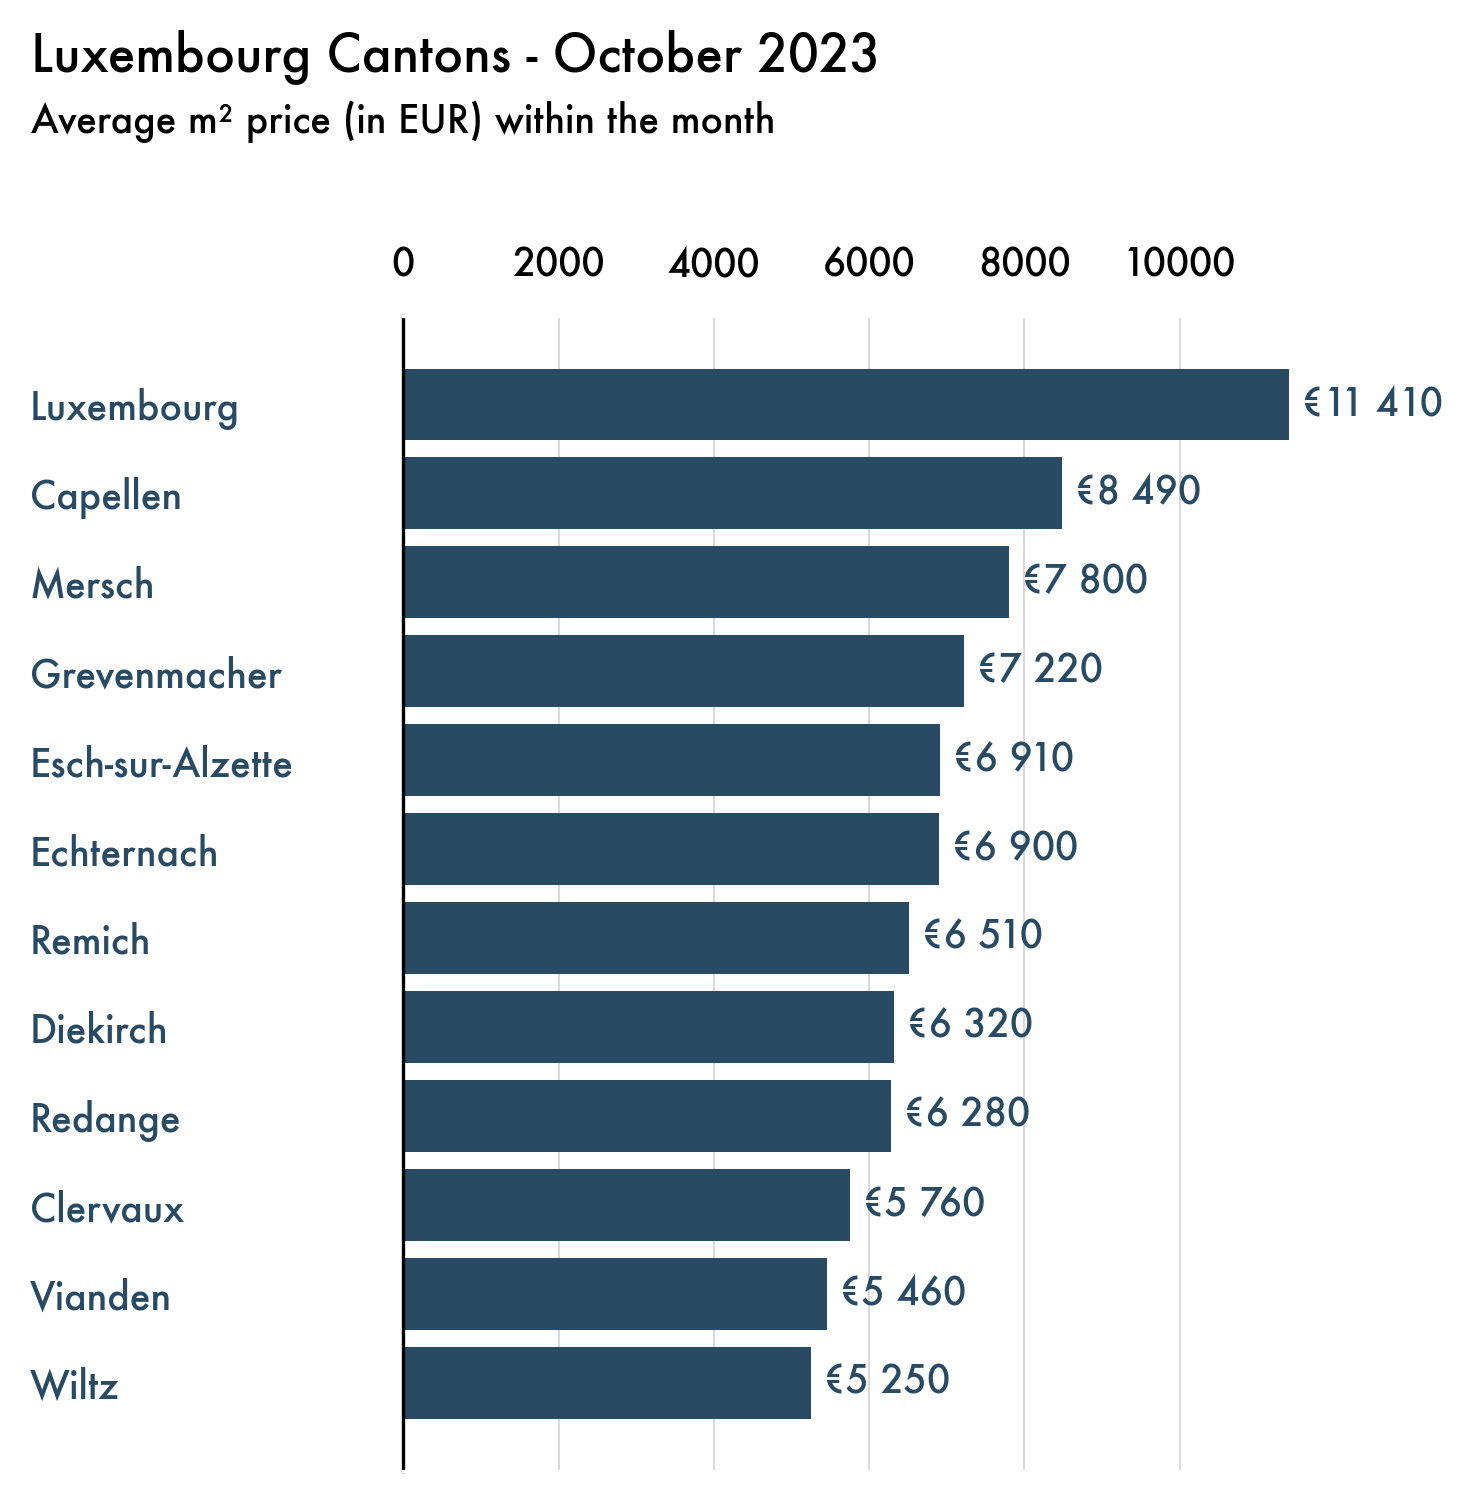 Luxembourg Cantons - October 2023
Average m² price (in EUR) within the month
0 2000 4000 6000 8000 10000
Luxembourg €11 410
Capellen €8 490
Mersch €7 800
Grevenmacher €7 220
Esch-sur-Alzette €6 910
Echternach €6 900
Remich €6 510
Diekirch €6 320
Redange €6 280
Clervaux €5 760
Vianden €5 460
Wiltz €5 250